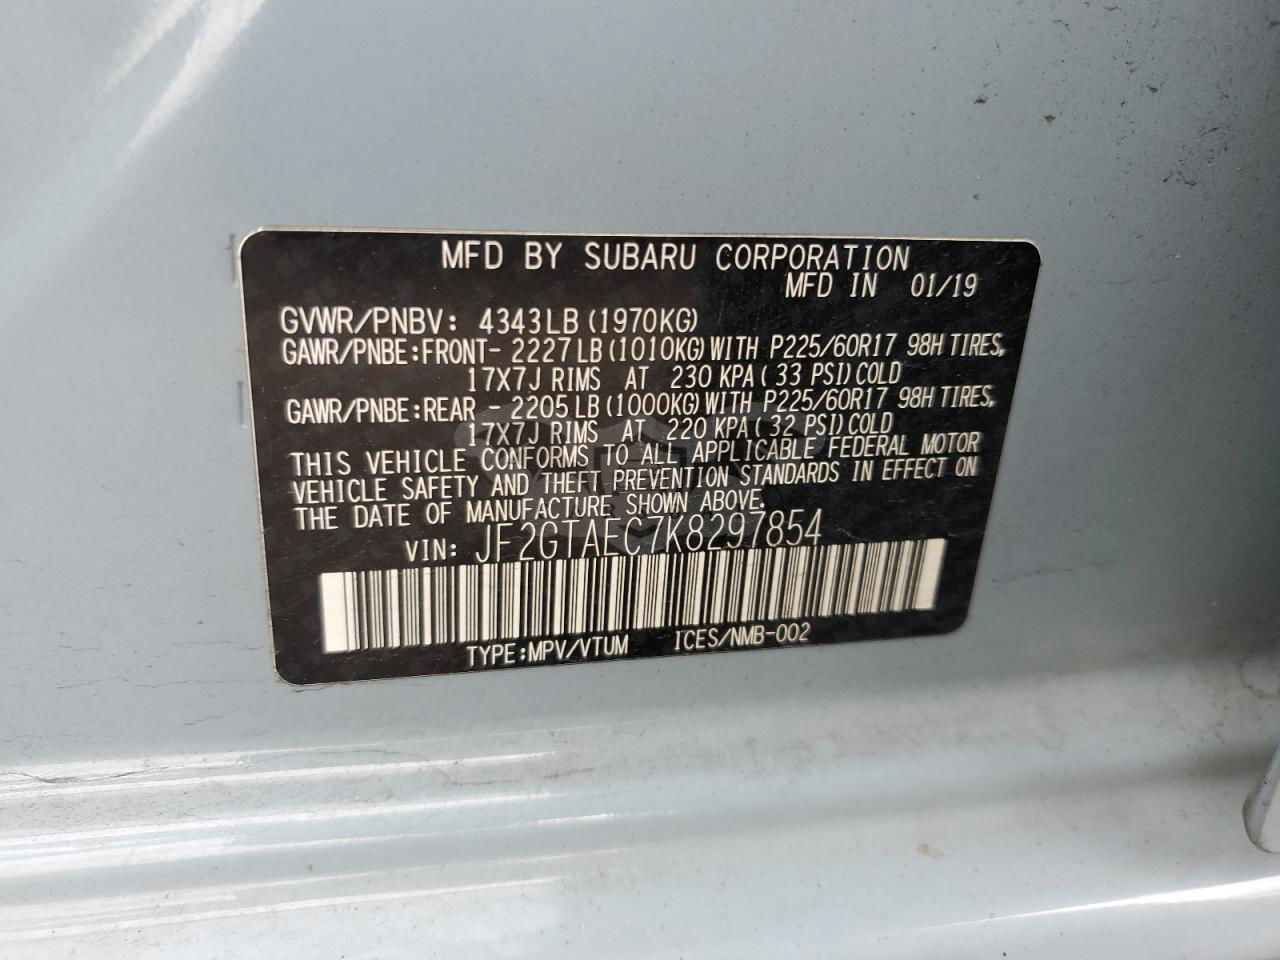 MFD BY SUBARU CORPORATION
MFD IN 01/19
GVWR/PNBV: 4343LB(1970KG)
GAWR/PNBE:FRONT- 2227LB(1010KG)WITH P225/60R17 98H TIRES,
17X7J RIMS AT 230 KPA( 33 PSI)COLD
GAWR/PNBE:REAR - 2205LB(1000KG)WITH P225/60R17 98H TIRES,
17X7J RIMS AT 220 KPA( 32 PSI)COLD
THIS VEHICLE CONFORMS TO ALL APPLICABLE FEDERAL MOTOR
VEHICLE SAFETY AND THEFT PREVENTION STANDARDS IN EFFECT ON
THE DATE OF MANUFACTURE SHOWN ABOVE.
VIN: JF2GTAEC7K8297854
TYPE:MPV/VTUM ICES/NMB-002